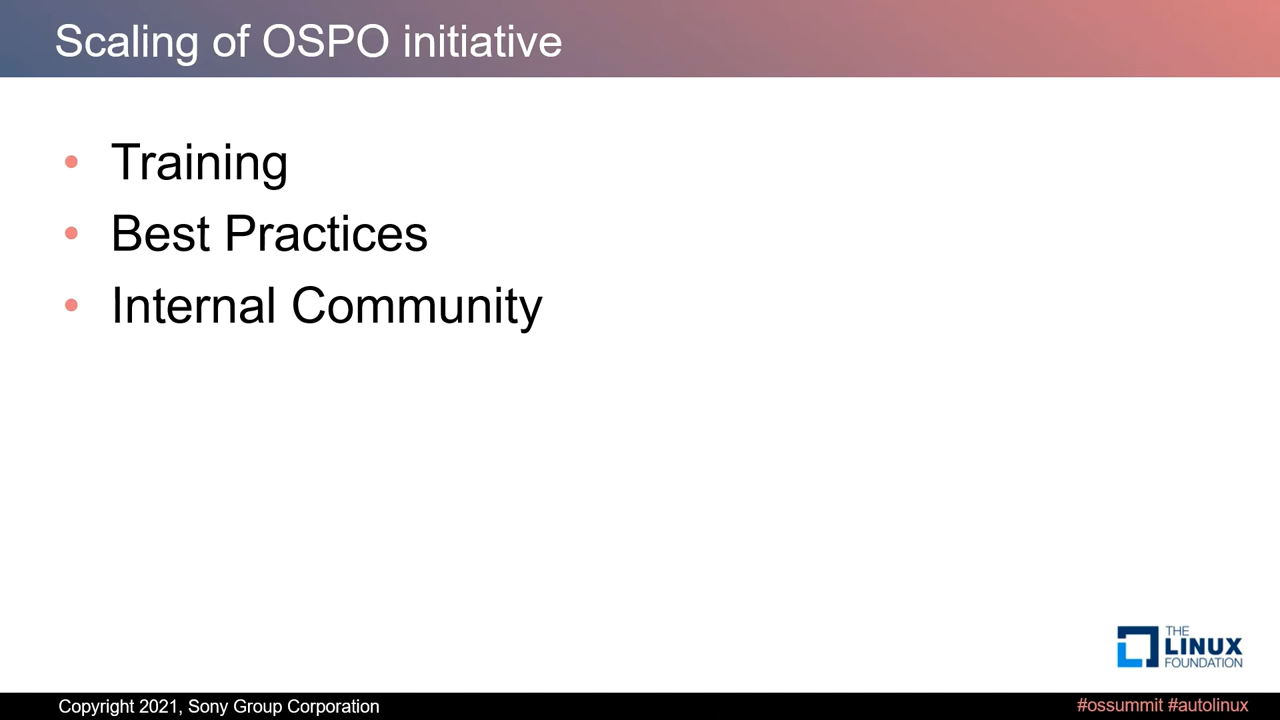 Scaling of OSPO initiative
• Training
• Best Practices
• Internal Community
THE
LINUX
FOUNDATION
Copyright 2021, Sony Group Corporation
#ossummit #autolinux